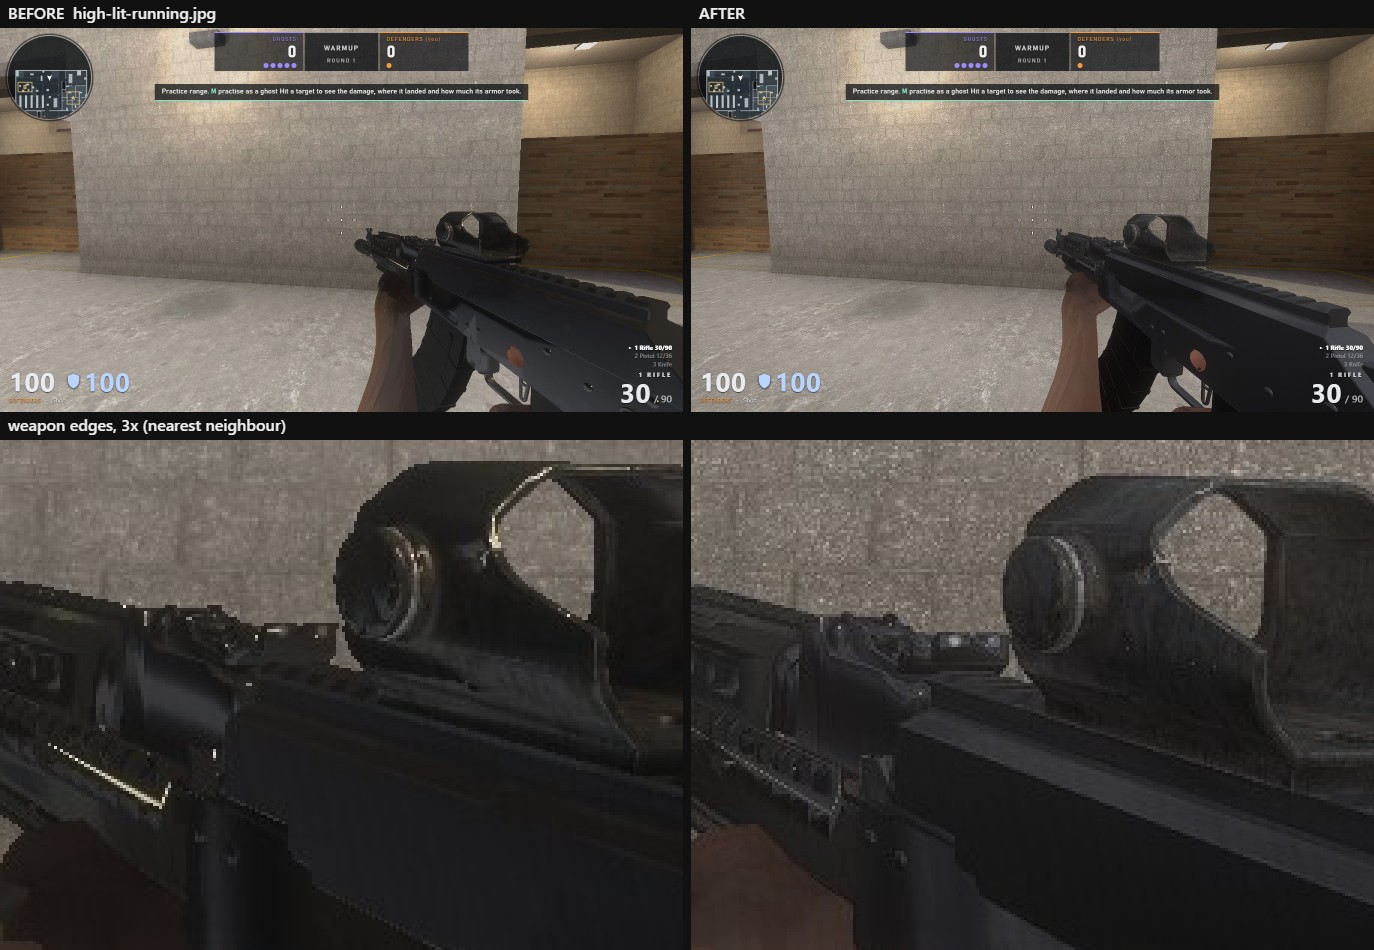 BEFORE high-lit-running.jpg
AFTER
GHOSTS
0
WARMUP
ROUND 1
DEFENDERS (you)
0
Practice range. M practise as a ghost Hit a target to see the damage, where it landed and how much its armor took.
1 Rifle 30/90
2 Pistol 12/36
3 Knife
1 RIFLE
30 / 90
100 100
GHOSTS
0
WARMUP
ROUND 1
DEFENDERS (you)
0
Practice range. M practise as a ghost Hit a target to see the damage, where it landed and how much its armor took.
1 Rifle 30/90
2 Pistol 12/36
3 Knife
1 RIFLE
30 / 90
100 100
weapon edges, 3x (nearest neighbour)